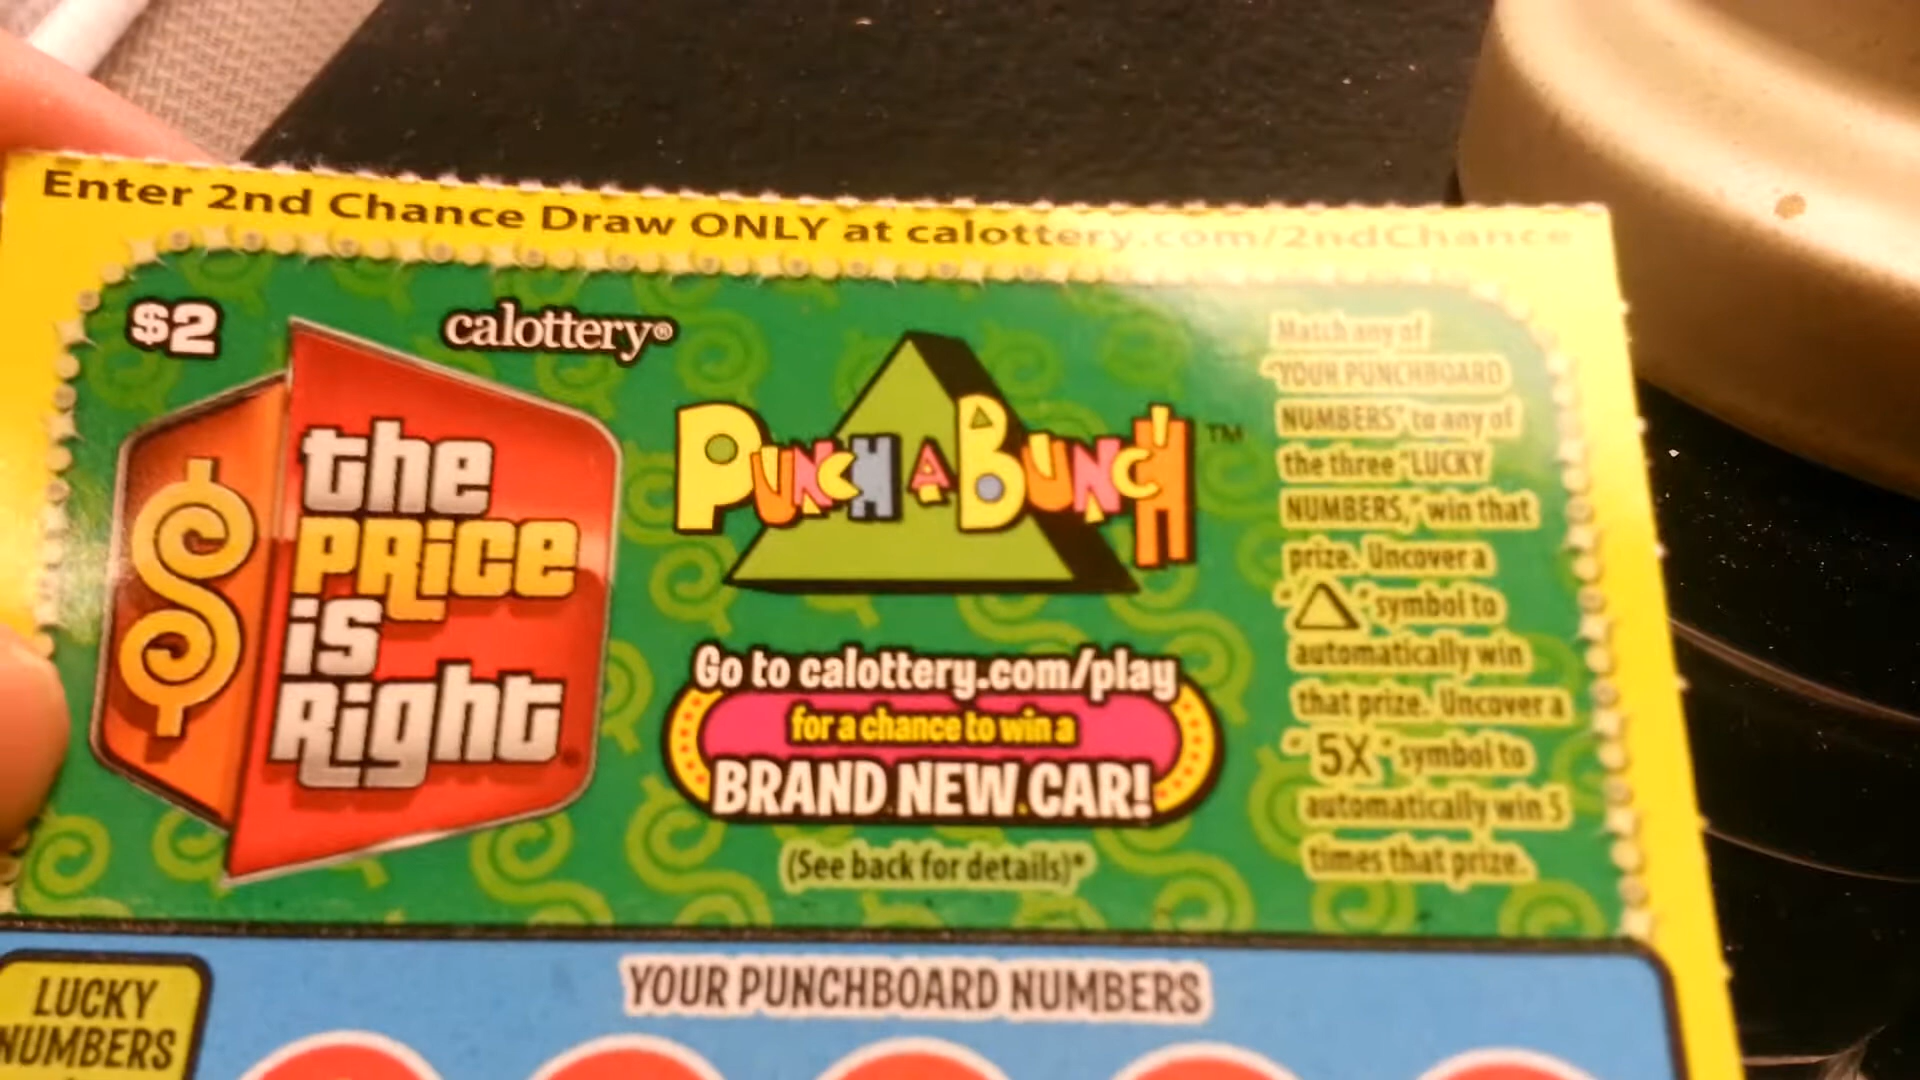 Enter 2nd Chance Draw ONLY at calottery.com/2ndChance
$2
calottery®
$
the
PRiCE
is
Right
PUNCH A BUNCH™
Go to calottery.com/play
for a chance to win a
BRAND NEW CAR!
(See back for details)*
Match any of
"YOUR PUNCHBOARD
NUMBERS" to any of
the three "LUCKY
NUMBERS," win that
prize. Uncover a
"△" symbol to
automatically win
that prize. Uncover a
"5X" symbol to
automatically win 5
times that prize.
LUCKY
NUMBERS
YOUR PUNCHBOARD NUMBERS